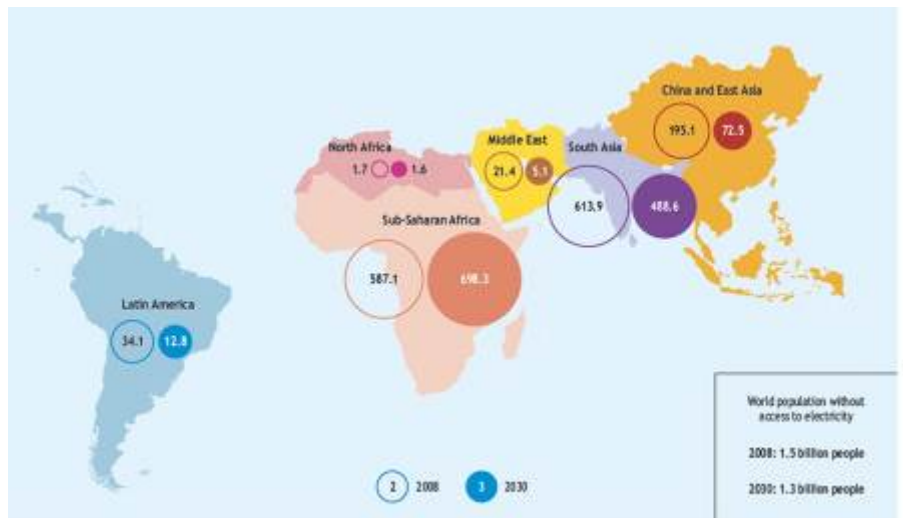 China and East Asia
195.1 72.5
Middle East
21.4 5.1
South Asia
613.9 488.6
North Africa
1.7 1.6
Sub-Saharan Africa
587.1 698.3
Latin America
34.1 12.8
World population without
access to electricity
2008: 1.5 billion people
2030: 1.3 billion people
2 2008 3 2030